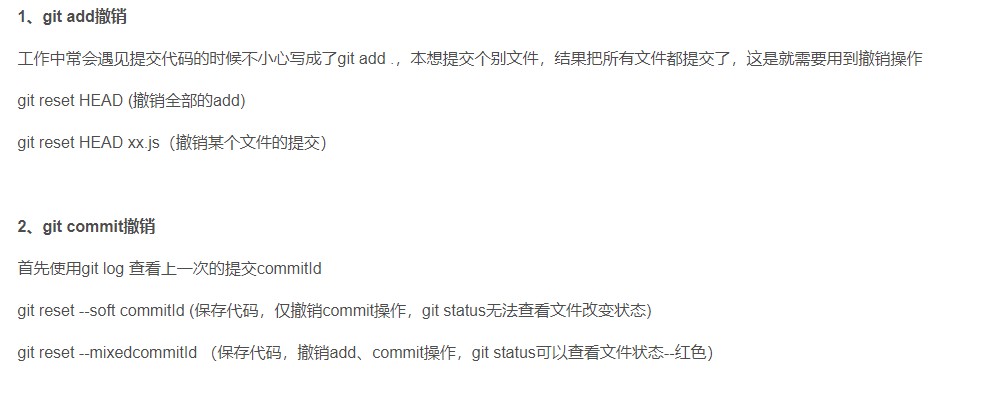 1、git add撤销
工作中常会遇见提交代码的时候不小心写成了git add .，本想提交个别文件，结果把所有文件都提交了，这是就需要用到撤销操作
git reset HEAD (撤销全部的add)
git reset HEAD xx.js（撤销某个文件的提交）
2、git commit撤销
首先使用git log 查看上一次的提交commitId
git reset --soft commitId (保存代码，仅撤销commit操作，git status无法查看文件改变状态)
git reset --mixedcommitId （保存代码，撤销add、commit操作，git status可以查看文件状态--红色）